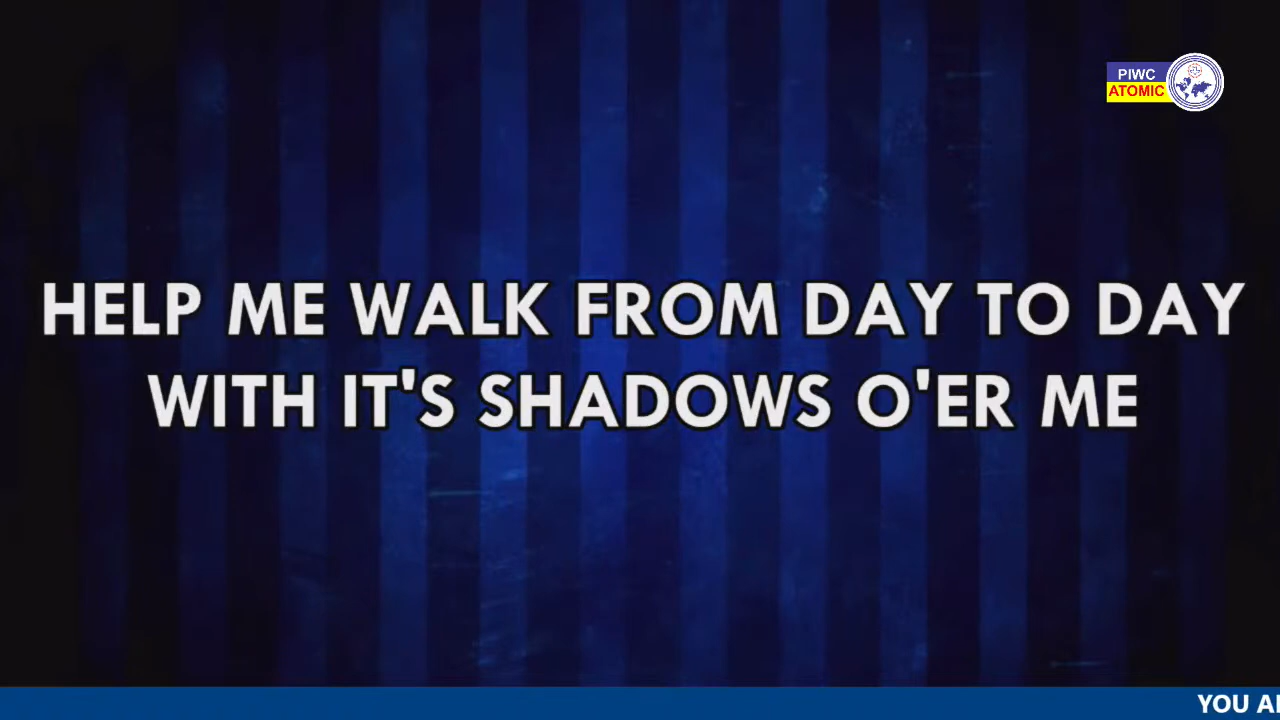 PIWC
ATOMIC
HELP ME WALK FROM DAY TO DAY
WITH IT'S SHADOWS O'ER ME
YOU